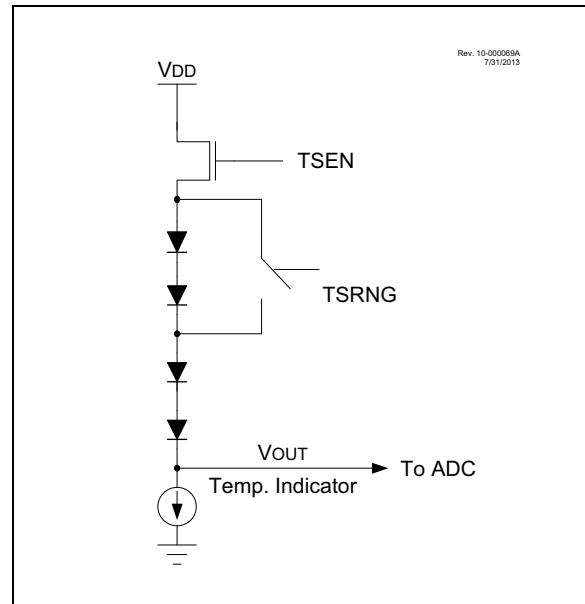 Rev. 10-000069A
7/31/2013
VDD
TSEN
TSRNG
VOUT
To ADC
Temp. Indicator